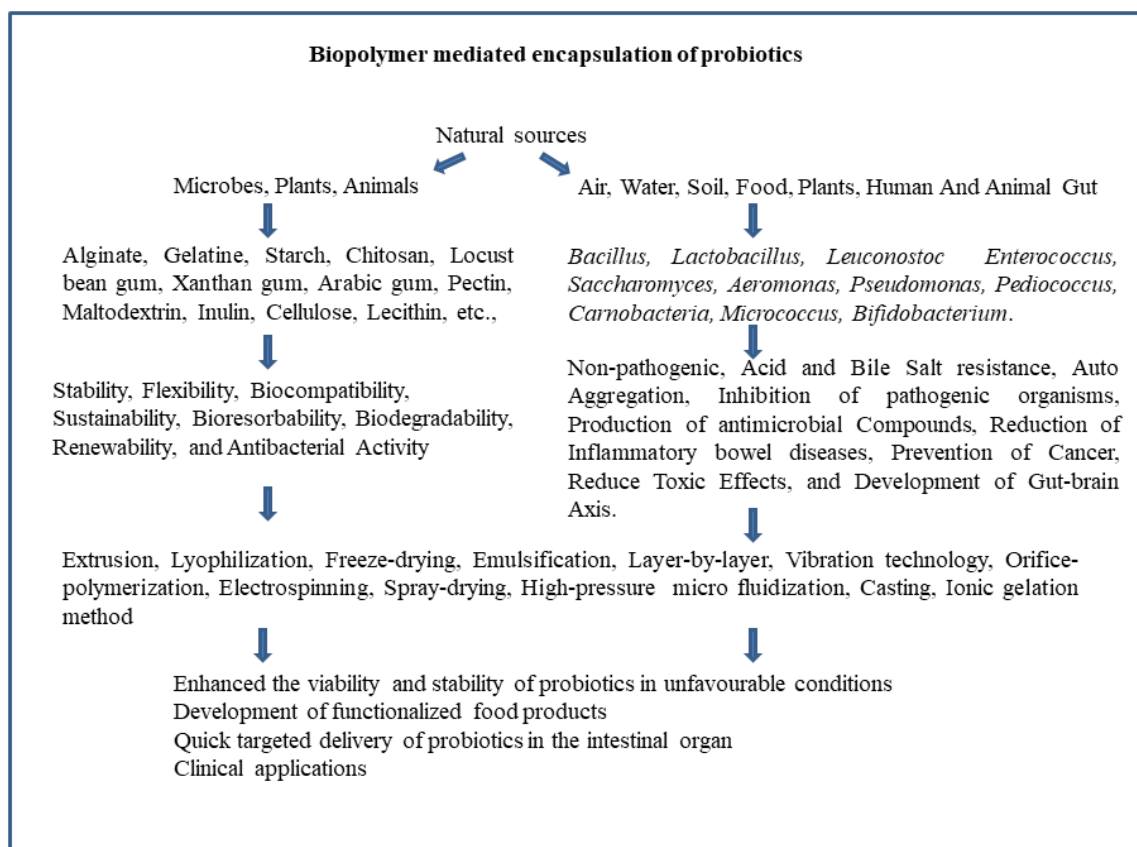 Biopolymer mediated encapsulation of probiotics
Natural sources
Microbes, Plants, Animals
Air, Water, Soil, Food, Plants, Human And Animal Gut
Alginate, Gelatine, Starch, Chitosan, Locust
bean gum, Xanthan gum, Arabic gum, Pectin,
Maltodextrin, Inulin, Cellulose, Lecithin, etc.,
Bacillus, Lactobacillus, Leuconostoc Enterococcus,
Saccharomyces, Aeromonas, Pseudomonas, Pediococcus,
Carnobacteria, Micrococcus, Bifidobacterium.
Stability, Flexibility, Biocompatibility,
Sustainability, Bioresorbability, Biodegradability,
Renewability, and Antibacterial Activity
Non-pathogenic, Acid and Bile Salt resistance, Auto
Aggregation, Inhibition of pathogenic organisms,
Production of antimicrobial Compounds, Reduction of
Inflammatory bowel diseases, Prevention of Cancer,
Reduce Toxic Effects, and Development of Gut-brain
Axis.
Extrusion, Lyophilization, Freeze-drying, Emulsification, Layer-by-layer, Vibration technology, Orifice-
polymerization, Electrospinning, Spray-drying, High-pressure micro fluidization, Casting, Ionic gelation
method
Enhanced the viability and stability of probiotics in unfavourable conditions
Development of functionalized food products
Quick targeted delivery of probiotics in the intestinal organ
Clinical applications